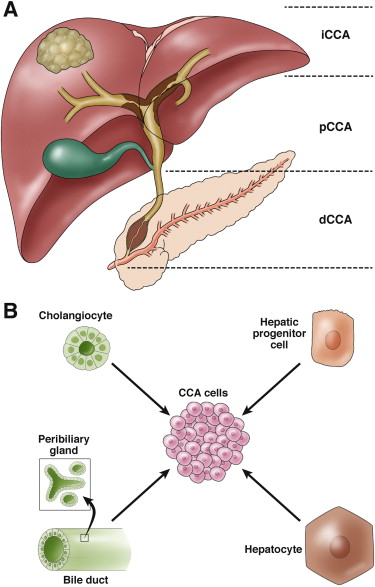 A
iCCA
pCCA
dCCA
B
Cholangiocyte
Hepatic
progenitor
cell
CCA cells
Peribiliary
gland
Bile duct
Hepatocyte